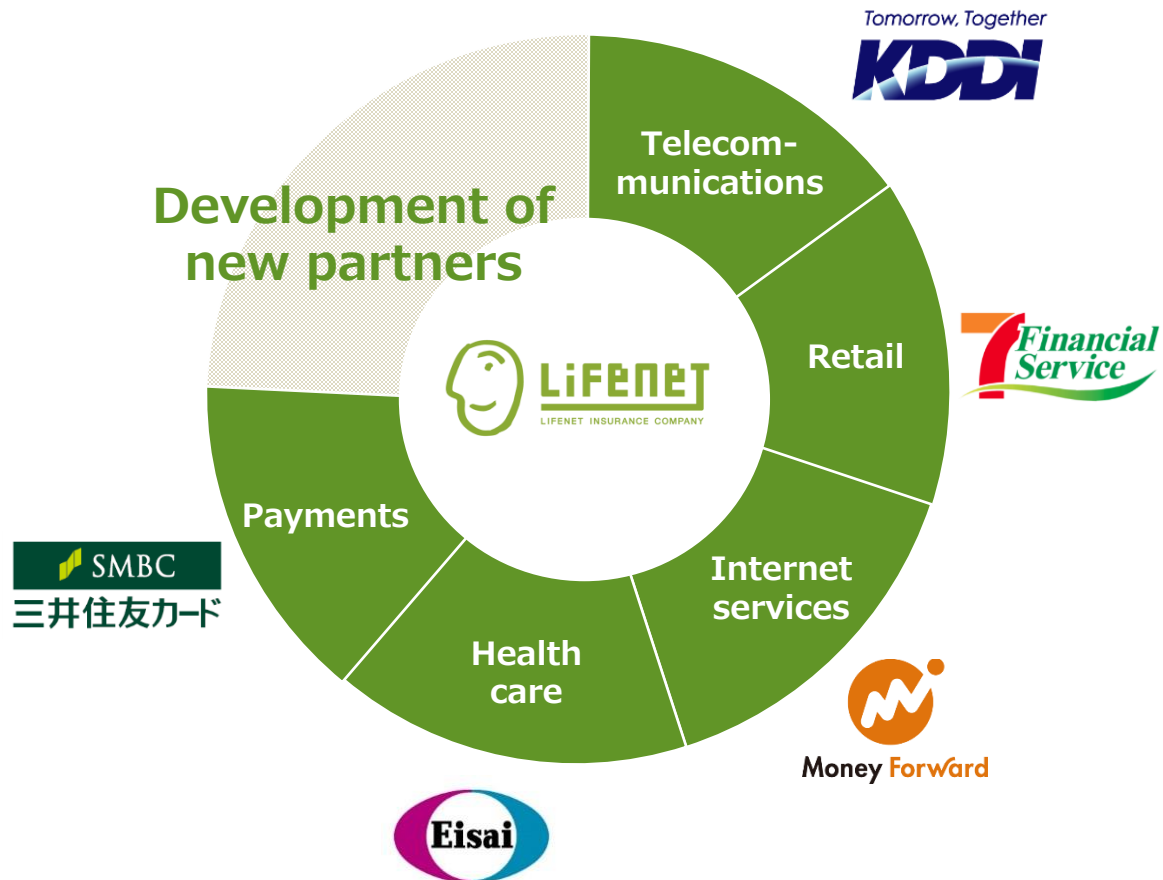 Tomorrow, Together
KDDI
Telecom-
munications
Development of
new partners
Retail
7 Financial
Service
LIFENET
LIFENET INSURANCE COMPANY
Payments
SMBC
三井住友カード
Internet
services
Health
care
Money Forward
Eisai